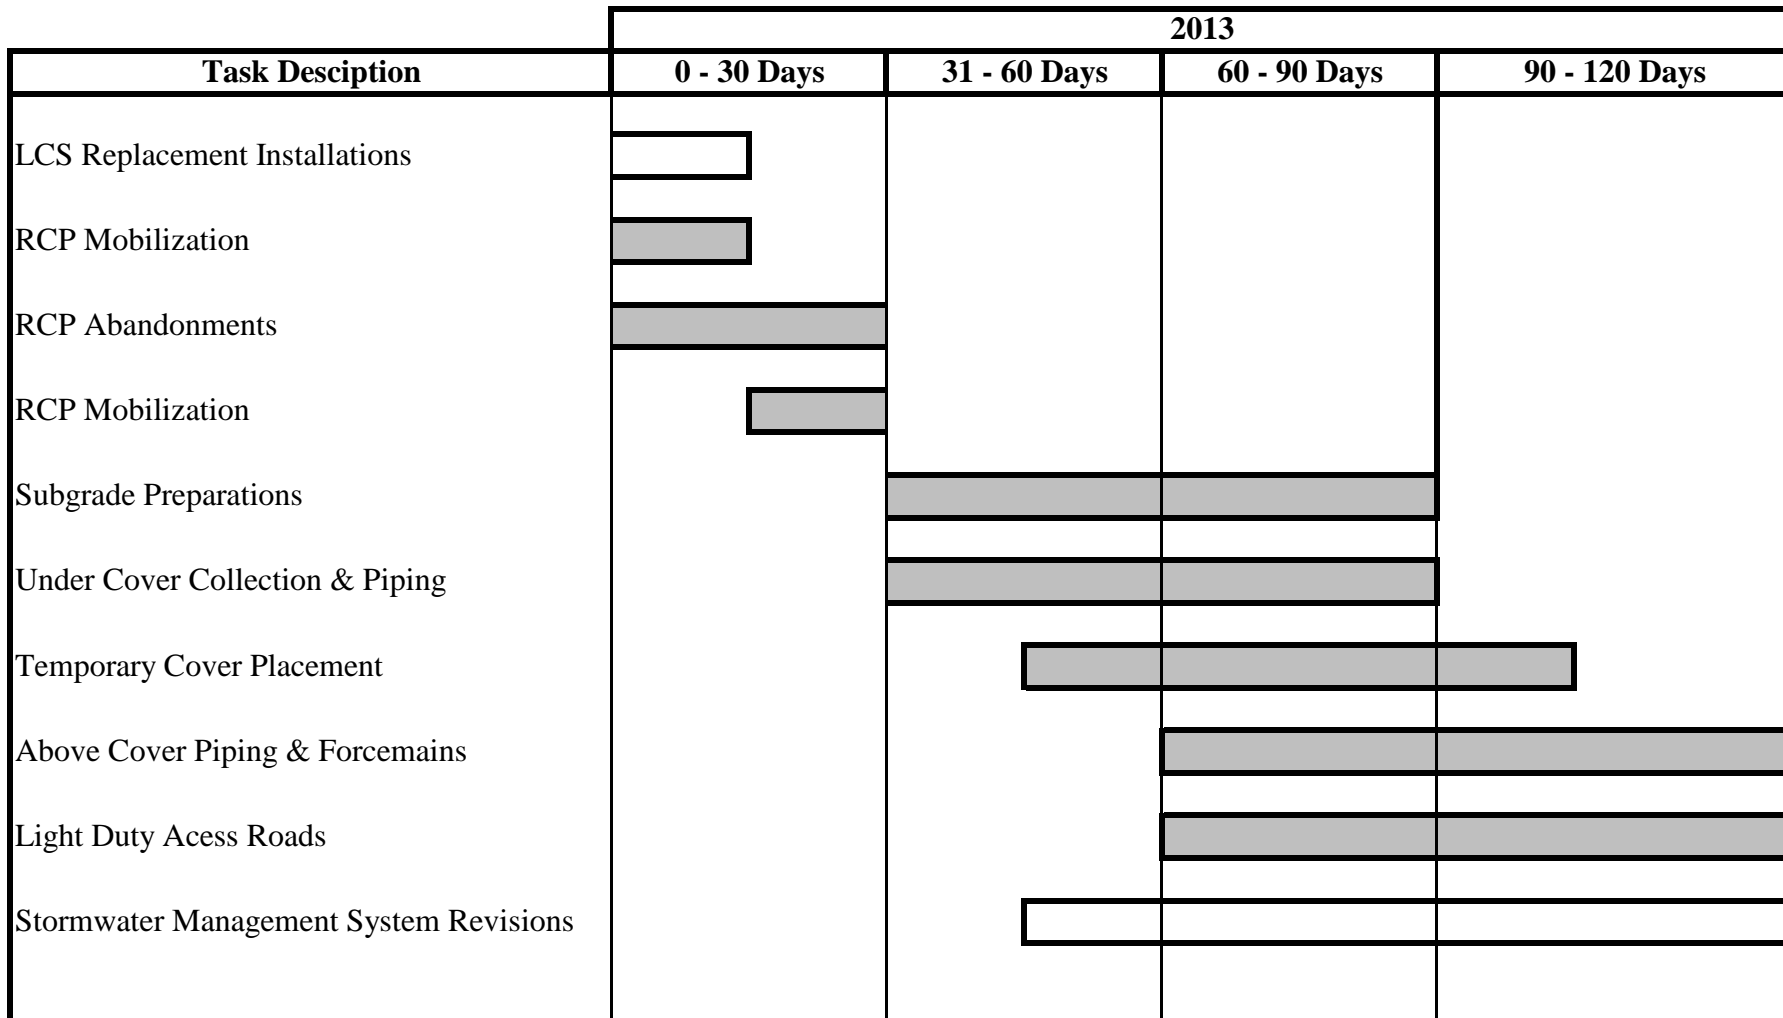 2013
Task Desciption 0 - 30 Days 31 - 60 Days 60 - 90 Days 90 - 120 Days
LCS Replacement Installations
RCP Mobilization
RCP Abandonments
RCP Mobilization
Subgrade Preparations
Under Cover Collection & Piping
Temporary Cover Placement
Above Cover Piping & Forcemains
Light Duty Acess Roads
Stormwater Management System Revisions